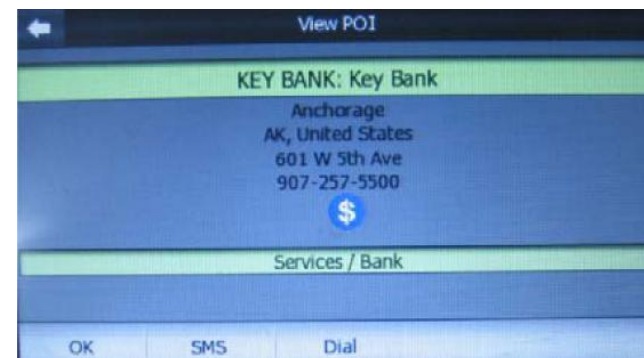 View POI
KEY BANK: Key Bank
Anchorage
AK, United States
601 W 5th Ave
907-257-5500
$
Services / Bank
OK SMS Dial